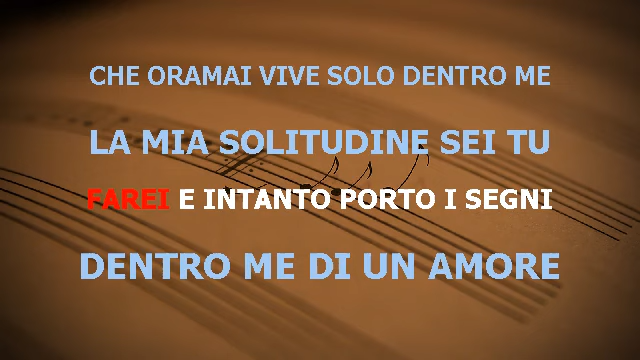 CHE ORAMAI VIVE SOLO DENTRO ME
LA MIA SOLITUDINE SEI TU
FAREI E INTANTO PORTO I SEGNI
DENTRO ME DI UN AMORE